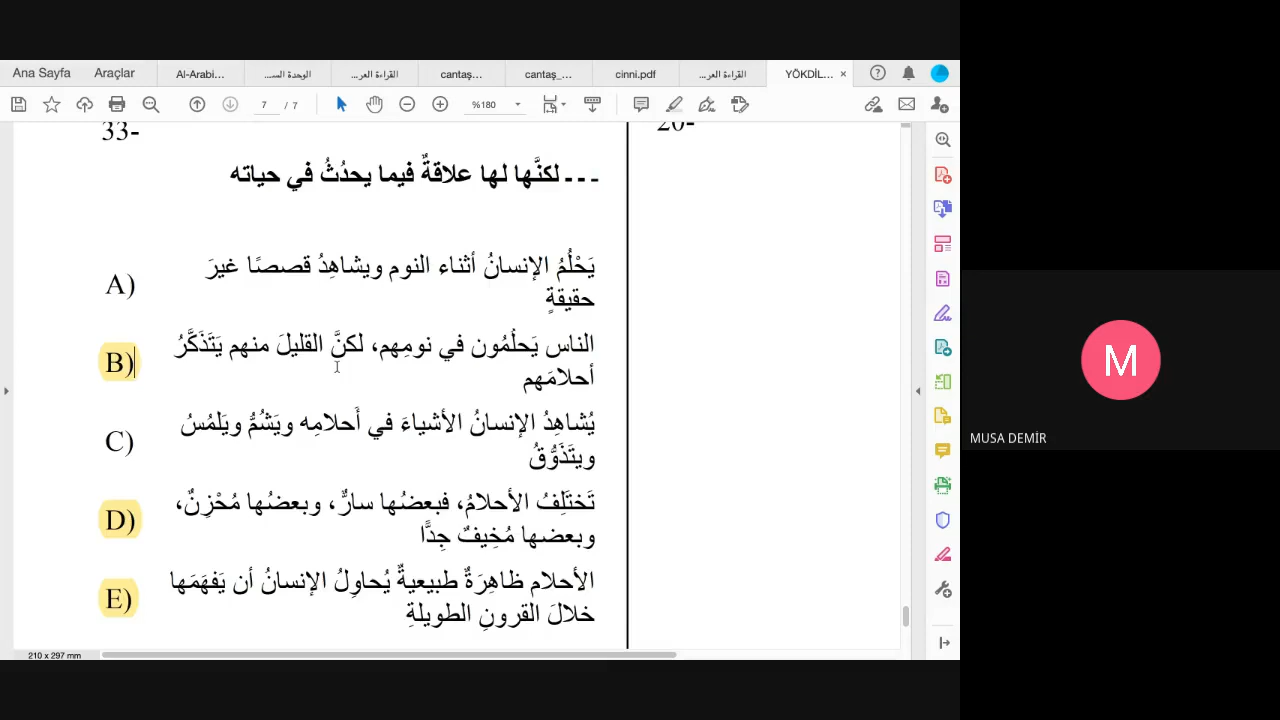 Ana Sayfa
Araçlar
Al-Arabi...
الوحدة الســ...
القراءة العر...
cantaş...
cantaş_...
cinni.pdf
القراءة العر...
YÖKDİL... ×
7 / 7
%180
33-
20-
--- لكنَّها لها علاقةٌ فيما يحدُثُ في حياته
A) يَحْلُمُ الإنسانُ أثناء النوم ويشاهِدُ قصصًا غيرَ
حقيقةٍ
B) الناس يَحلُمُون في نومِهم، لكنَّ القليلَ منهم يَتَذَكَّرُ
أحلامَهم
C) يُشاهِدُ الإنسانُ الأشياءَ في أَحلامِه ويَشُمُّ ويَلمُسُ
ويتَذَوُّقُ
D) تَختَلِفُ الأحلامُ، فبعضُها سارٌّ، وبعضُها مُحْزِنٌ،
وبعضها مُخِيفٌ جِدًّا
E) الأحلام ظاهِرَةٌ طبيعيةٌ يُحاوِلُ الإنسانُ أن يَفهَمَها
خلالَ القرونِ الطويلةِ
210 x 297 mm
M
MUSA DEMİR